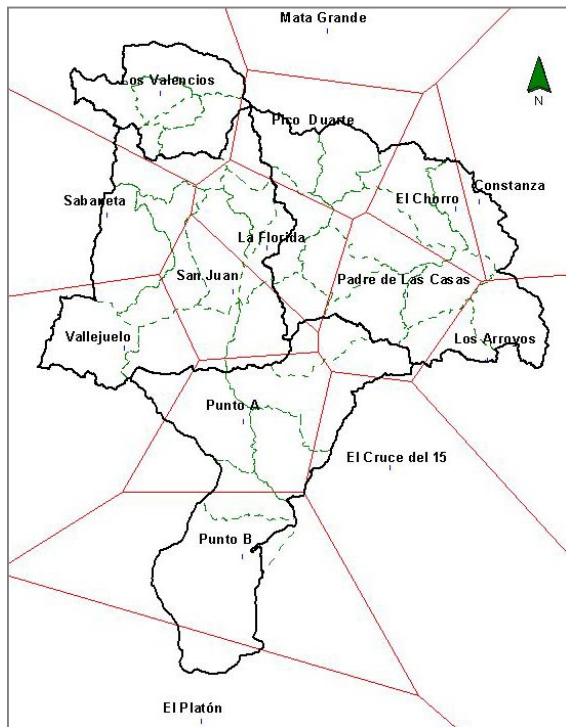 Mata Grande
Los Valencios
N
Pico Duarte
Sabaneta
El Chorro
Constanza
La Florida
San Juan
Padre de Las Casas
Vallejuelo
Los Arroyos
Punto A
El Cruce del 15
Punto B
El Platón